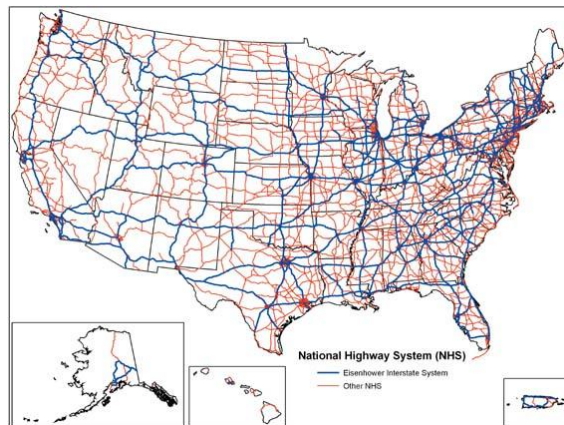 National Highway System (NHS)
Eisenhower Interstate System
Other NHS